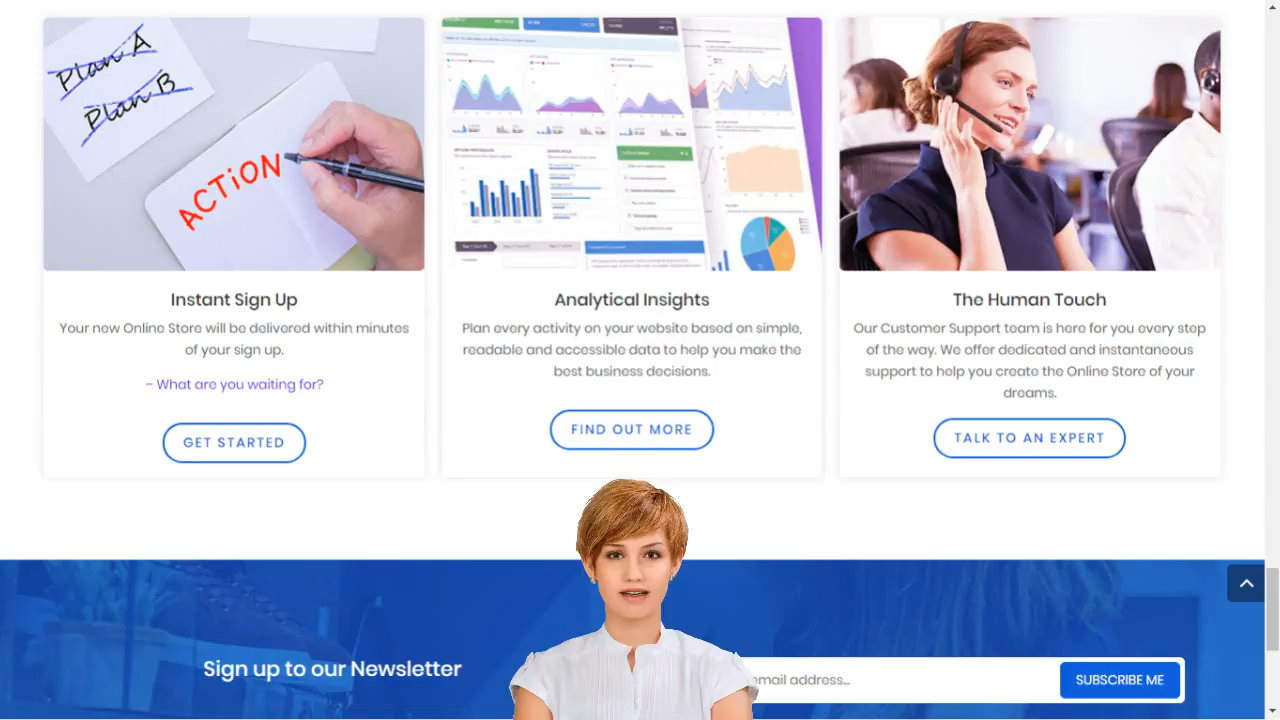 Plan A
Plan B
ACTION
Instant Sign Up
Your new Online Store will be delivered within minutes
of your sign up.
– What are you waiting for?
GET STARTED
Analytical Insights
Plan every activity on your website based on simple,
readable and accessible data to help you make the
best business decisions.
FIND OUT MORE
The Human Touch
Our Customer Support team is here for you every step
of the way. We offer dedicated and instantaneous
support to help you create the Online Store of your
dreams.
TALK TO AN EXPERT
Sign up to our Newsletter
address...
SUBSCRIBE ME